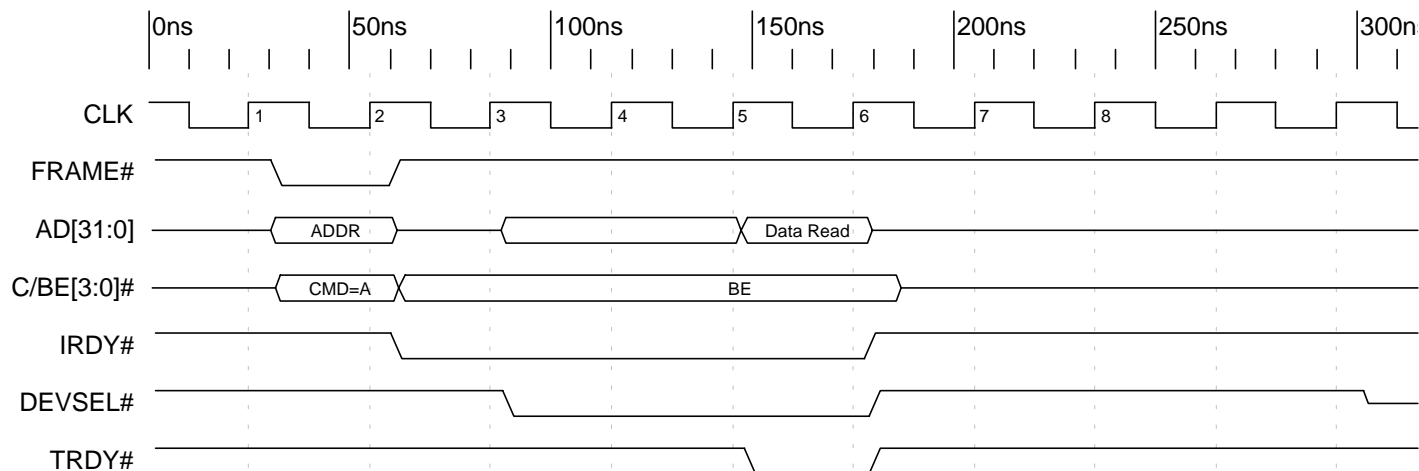 0ns 50ns 100ns 150ns 200ns 250ns 300n
CLK 1 2 3 4 5 6 7 8
FRAME#
AD[31:0] ADDR Data Read
C/BE[3:0]# CMD=A BE
IRDY#
DEVSEL#
TRDY#